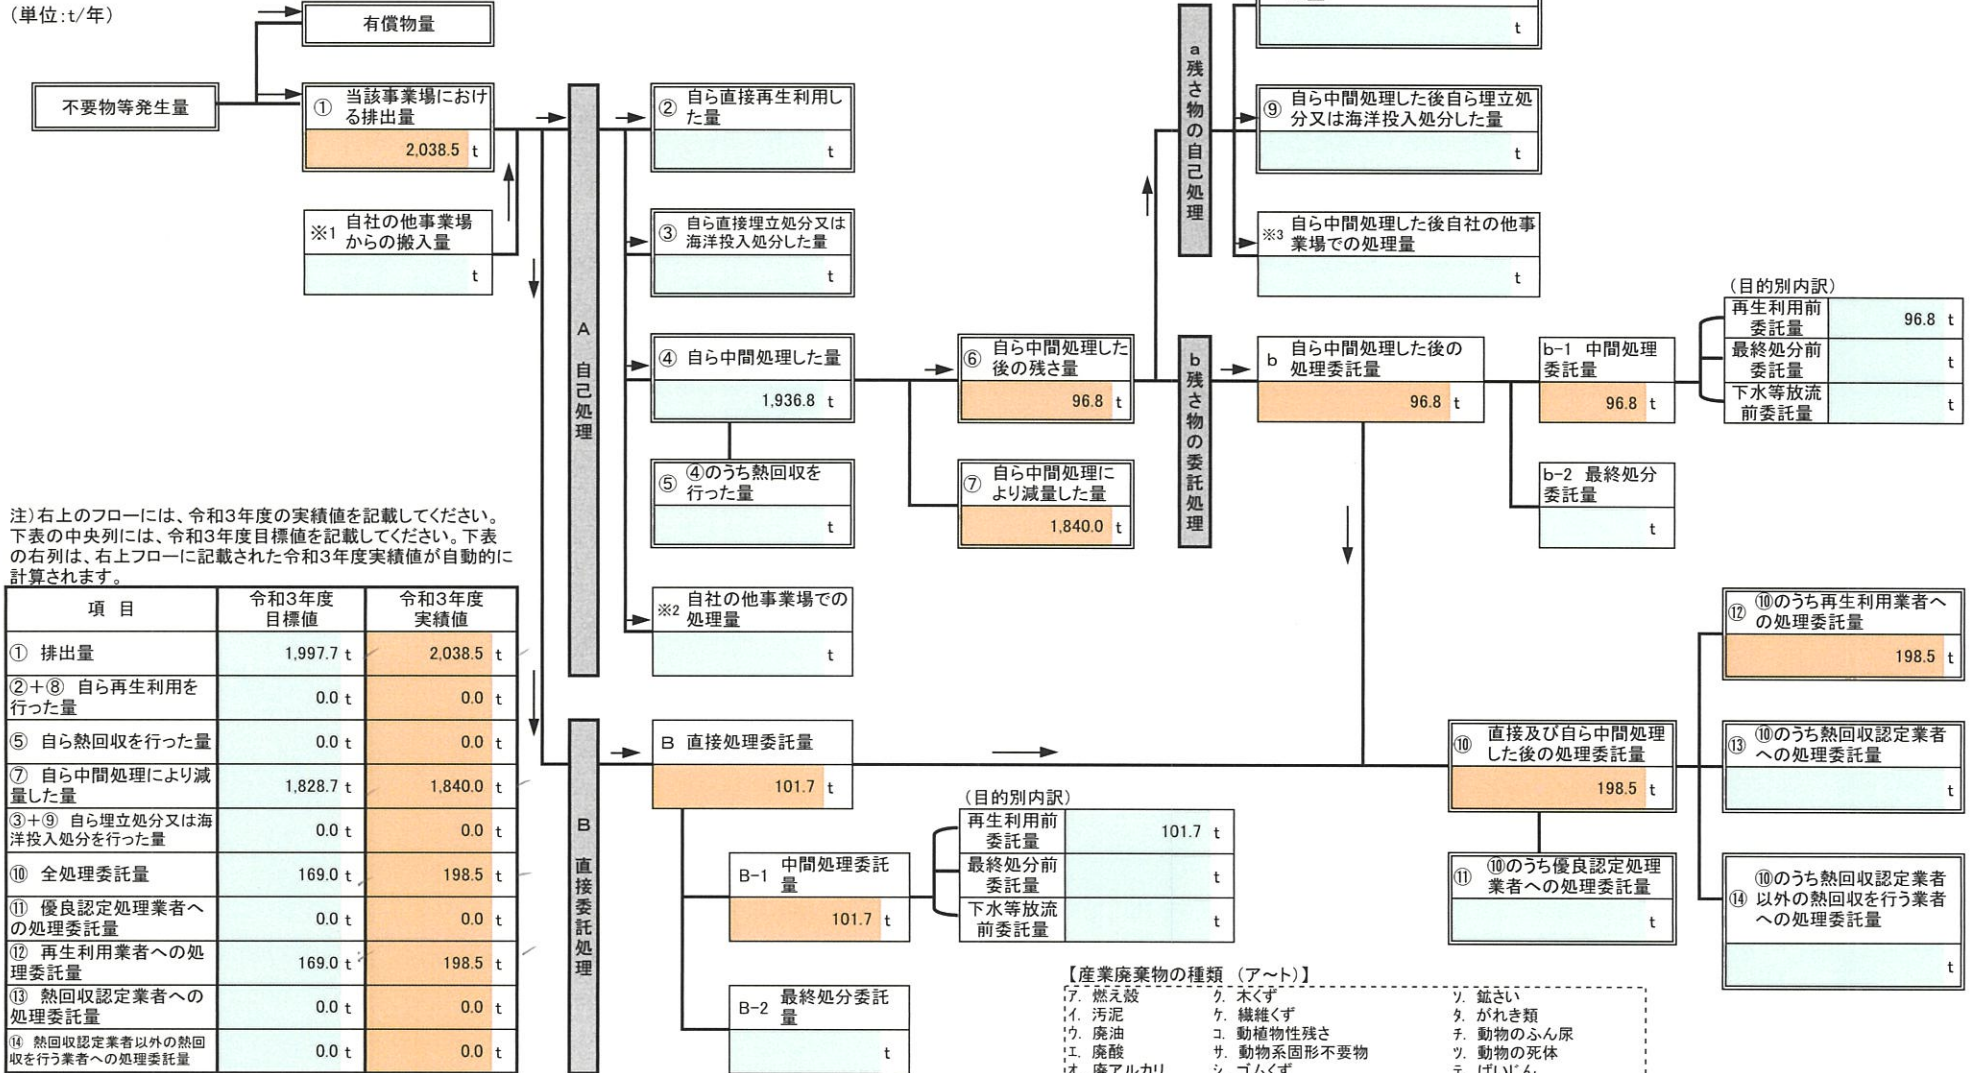 (単位:t/年)
有償物量
不要物等発生量
① 当該事業場におけ
る排出量
2,038.5 t
※1 自社の他事業場
からの搬入量
t
A 自己処理
② 自ら直接再生利用し
た量
t
③ 自ら直接埋立処分又は
海洋投入処分した量
t
④ 自ら中間処理した量
1,936.8 t
⑤ ④のうち熱回収を
行った量
t
※2 自社の他事業場での
処理量
t
⑥ 自ら中間処理した
後の残さ量
96.8 t
⑦ 自ら中間処理に
より減量した量
1,840.0 t
a残さ物の自己処理
t
⑨ 自ら中間処理した後自ら埋立処
分又は海洋投入処分した量
t
※3 自ら中間処理した後自社の他事
業場での処理量
t
b残さ物の委託処理
b 自ら中間処理した後の
処理委託量
96.8 t
b-1 中間処理
委託量
96.8 t
b-2 最終処分
委託量
t
(目的別内訳)
再生利用前
委託量
96.8 t
最終処分前
委託量
t
下水等放流
前委託量
t
注)右上のフローには、令和3年度の実績値を記載してください。
下表の中央列には、令和3年度目標値を記載してください。下表
の右列は、右上フローに記載された令和3年度実績値が自動的に
計算されます。
項 目
令和3年度
目標値
令和3年度
実績値
① 排出量 1,997.7 t 2,038.5 t
②+⑧ 自ら再生利用を
行った量 0.0 t 0.0 t
⑤ 自ら熱回収を行った量 0.0 t 0.0 t
⑦ 自ら中間処理により減
量した量 1,828.7 t 1,840.0 t
③+⑨ 自ら埋立処分又は海
洋投入処分を行った量 0.0 t 0.0 t
⑩ 全処理委託量 169.0 t 198.5 t
⑪ 優良認定処理業者へ
の処理委託量 0.0 t 0.0 t
⑫ 再生利用業者への処
理委託量 169.0 t 198.5 t
⑬ 熱回収認定業者への
処理委託量 0.0 t 0.0 t
⑭ 熱回収認定業者以外の熱回
収を行う業者への処理委託量 0.0 t 0.0 t
B 直接委託処理
B 直接処理委託量
101.7 t
B-1 中間処理委託
量
101.7 t
B-2 最終処分委託
量
t
(目的別内訳)
再生利用前
委託量
101.7 t
最終処分前
委託量
t
下水等放流
前委託量
t
⑩ 直接及び自ら中間処理
した後の処理委託量
198.5 t
⑪ ⑩のうち優良認定処理
業者への処理委託量
t
⑫ ⑩のうち再生利用業者へ
の処理委託量
198.5 t
⑬ ⑩のうち熱回収認定業者
への処理委託量
t
⑭ ⑩のうち熱回収認定業者
以外の熱回収を行う業者
への処理委託量
t
【産業廃棄物の種類 (ア~ト)】
ア. 燃え殻 ク. 木くず ソ. 鉱さい
イ. 汚泥 ケ. 繊維くず タ. がれき類
ウ. 廃油 コ. 動植物性残さ チ. 動物のふん尿
エ. 廃酸 サ. 動物系固形不要物 ツ. 動物の死体
オ. 廃アルカリ シ. ゴムくず テ. ばいじん